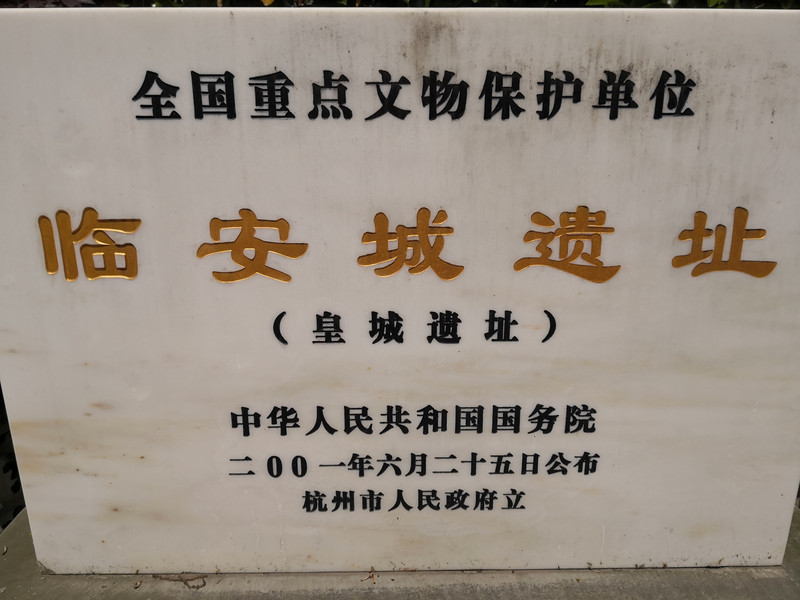 全国重点文物保护单位
临安城遗址
（皇城遗址）
中华人民共和国国务院
二00一年六月二十五日公布
杭州市人民政府立